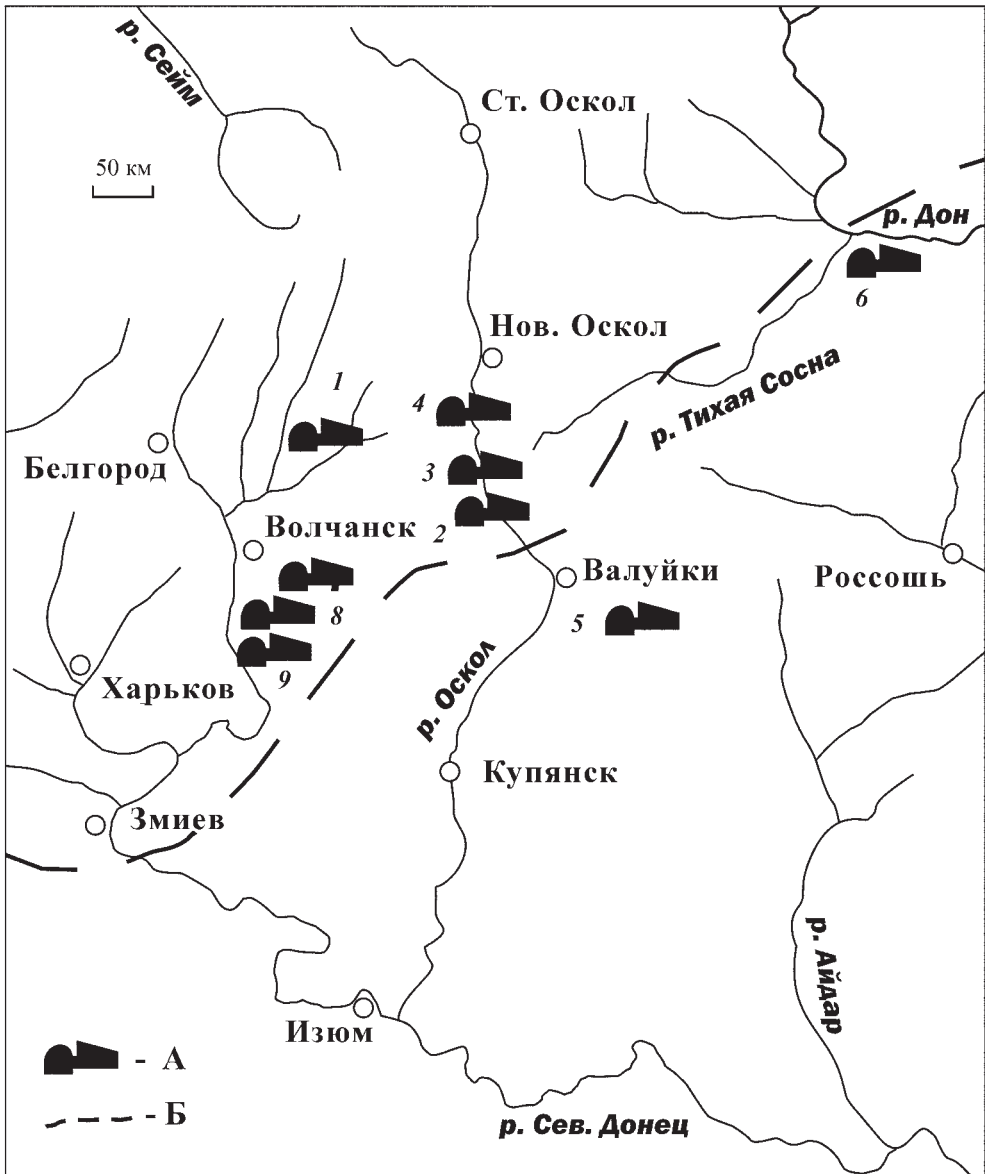 р. Сейм
Ст. Оскол
50 км
р. Дон
6
Нов. Оскол
1
4
р. Тихая Сосна
3
Белгород
2
Волчанск
Валуйки
Россошь
8
5
9
Харьков
р. Оскол
Купянск
Змиев
р. Айдар
Изюм
- А
- Б
р. Сев. Донец